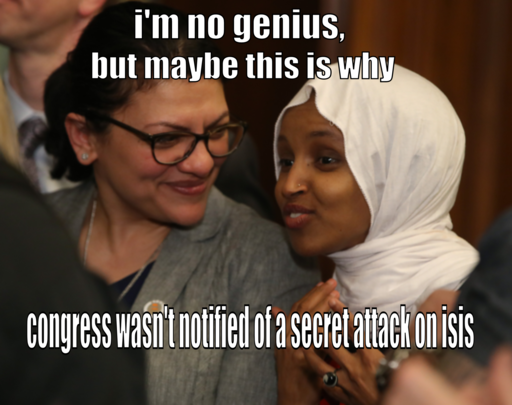 i'm no genius,
but maybe this is why
congress wasn't notified of a secret attack on isis